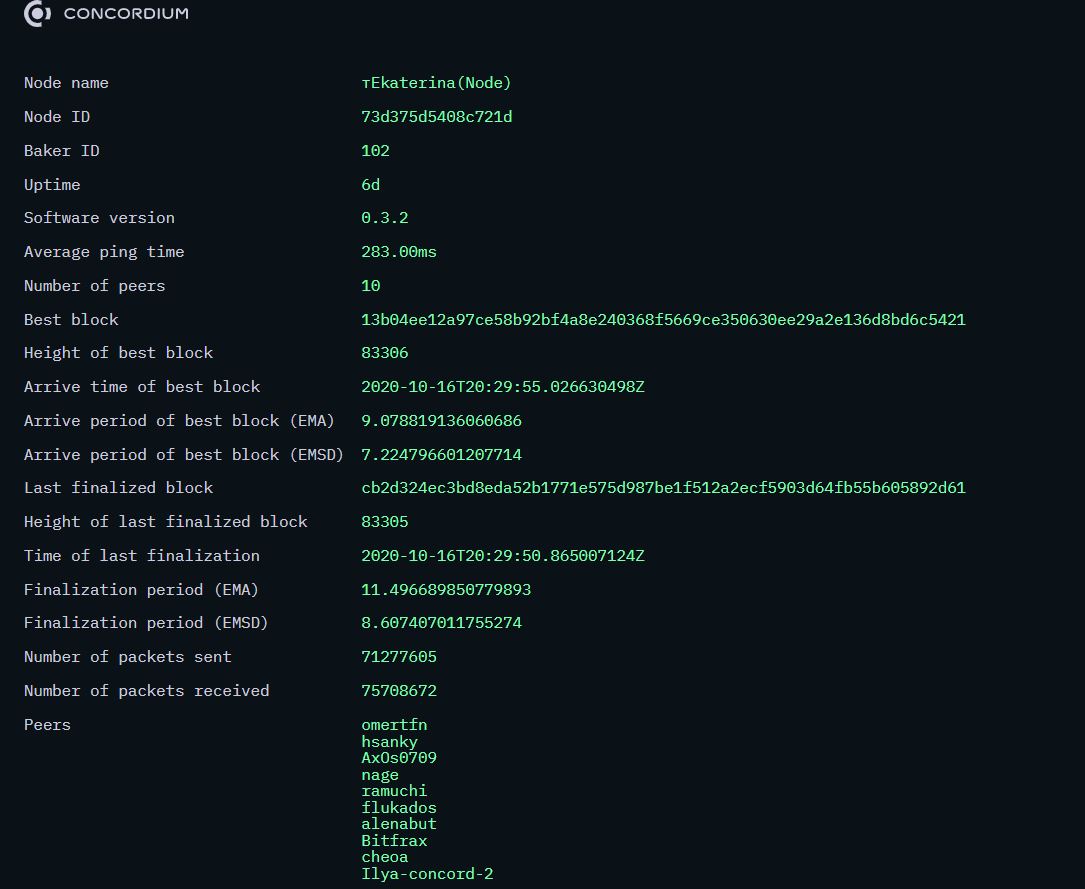 CONCORDIUM
Node name тEkaterina(Node)
Node ID 73d375d5408c721d
Baker ID 102
Uptime 6d
Software version 0.3.2
Average ping time 283.00ms
Number of peers 10
Best block 13b04ee12a97ce58b92bf4a8e240368f5669ce350630ee29a2e136d8bd6c5421
Height of best block 83306
Arrive time of best block 2020-10-16T20:29:55.026630498Z
Arrive period of best block (EMA) 9.078819136060686
Arrive period of best block (EMSD) 7.224796601207714
Last finalized block cb2d324ec3bd8eda52b1771e575d987be1f512a2ecf5903d64fb55b605892d61
Height of last finalized block 83305
Time of last finalization 2020-10-16T20:29:50.865007124Z
Finalization period (EMA) 11.496689850779893
Finalization period (EMSD) 8.607407011755274
Number of packets sent 71277605
Number of packets received 75708672
Peers omertfn
hsanky
AxOs0709
nage
ramuchi
flukados
alenabut
Bitfrax
cheoa
Ilya-concord-2